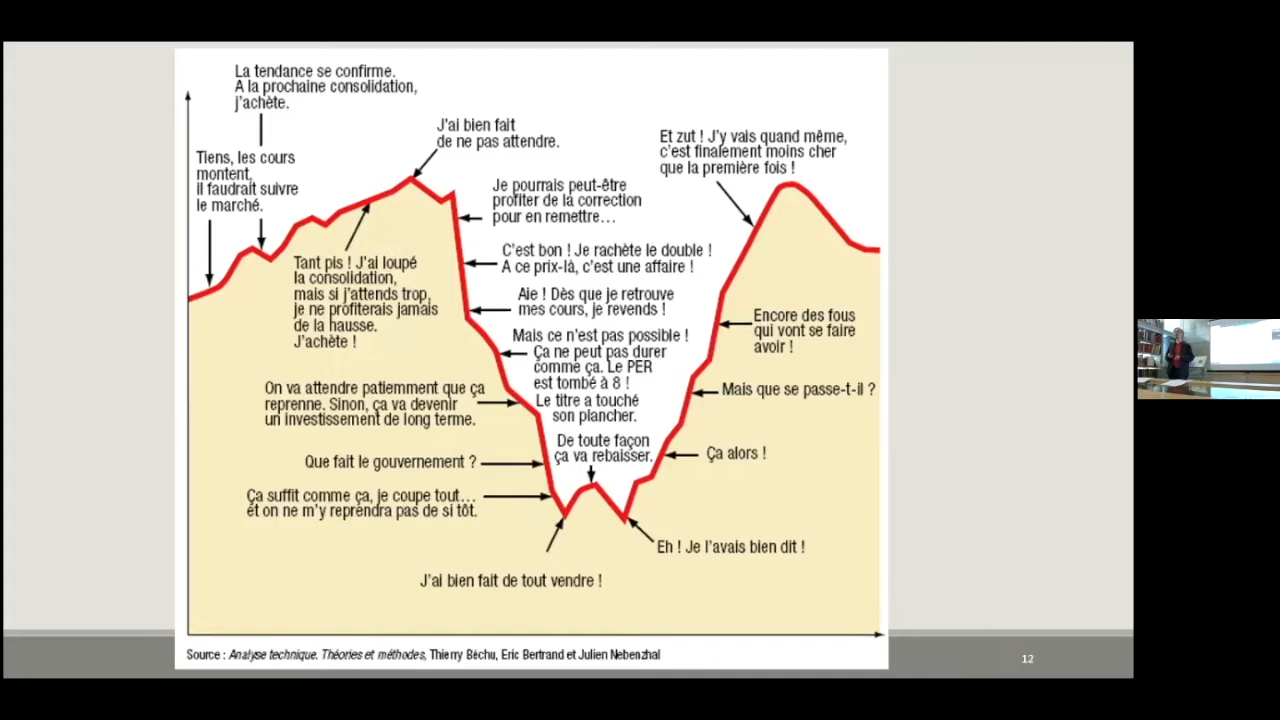 La tendance se confirme.
A la prochaine consolidation,
j'achète.
J'ai bien fait
de ne pas attendre.
Et zut ! J'y vais quand même,
c'est finalement moins cher
que la première fois !
Tiens, les cours
montent,
il faudrait suivre
le marché.
Je pourrais peut-être
profiter de la correction
pour en remettre…
C'est bon ! Je rachète le double !
A ce prix-là, c'est une affaire !
Tant pis ! J'ai loupé
la consolidation,
mais si j'attends trop,
je ne profiterais jamais
de la hausse.
J'achète !
Aie ! Dès que je retrouve
mes cours, je revends !
Mais ce n'est pas possible !
Ça ne peut pas durer
comme ça. Le PER
est tombé à 8 !
Le titre a touché
son plancher.
Encore des fous
qui vont se faire
avoir !
On va attendre patiemment que ça
reprenne. Sinon, ça va devenir
un investissement de long terme.
Mais que se passe-t-il ?
De toute façon
ça va rebaisser.
Que fait le gouvernement ?
Ça alors !
Ça suffit comme ça, je coupe tout…
et on ne m'y reprendra pas de si tôt.
Eh ! Je l'avais bien dit !
J'ai bien fait de tout vendre !
Source : Analyse technique. Théories et méthodes, Thierry Béchu, Eric Bertrand et Julien Nebenzhal
12